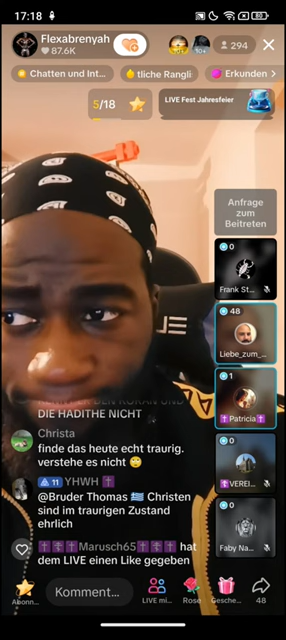 17:18
80
Flexabrenyah
87.6K
294
Chatten und Int...
tliche Rangli
Erkunden
5/18
LIVE Fest Jahresfeier
Anfrage
zum
Beitreten
0
Frank St...
48
Liebe_zum_...
1
✝️Patricia✝️
0
✝️VEREI...
0
Faby Na...
DIE HADITHE NICHT
Christa
finde das heute echt traurig.
verstehe es nicht 🙄
11 YHWH ✝️
@Bruder Thomas 🇬🇷 Christen
sind im traurigen Zustand
ehrlich
✝️✝️✝️Marusch65✝️✝️✝️ hat
dem LIVE einen Like gegeben
Kommen...
Abonn...
LIVE mi...
Rose
Gesche...
48